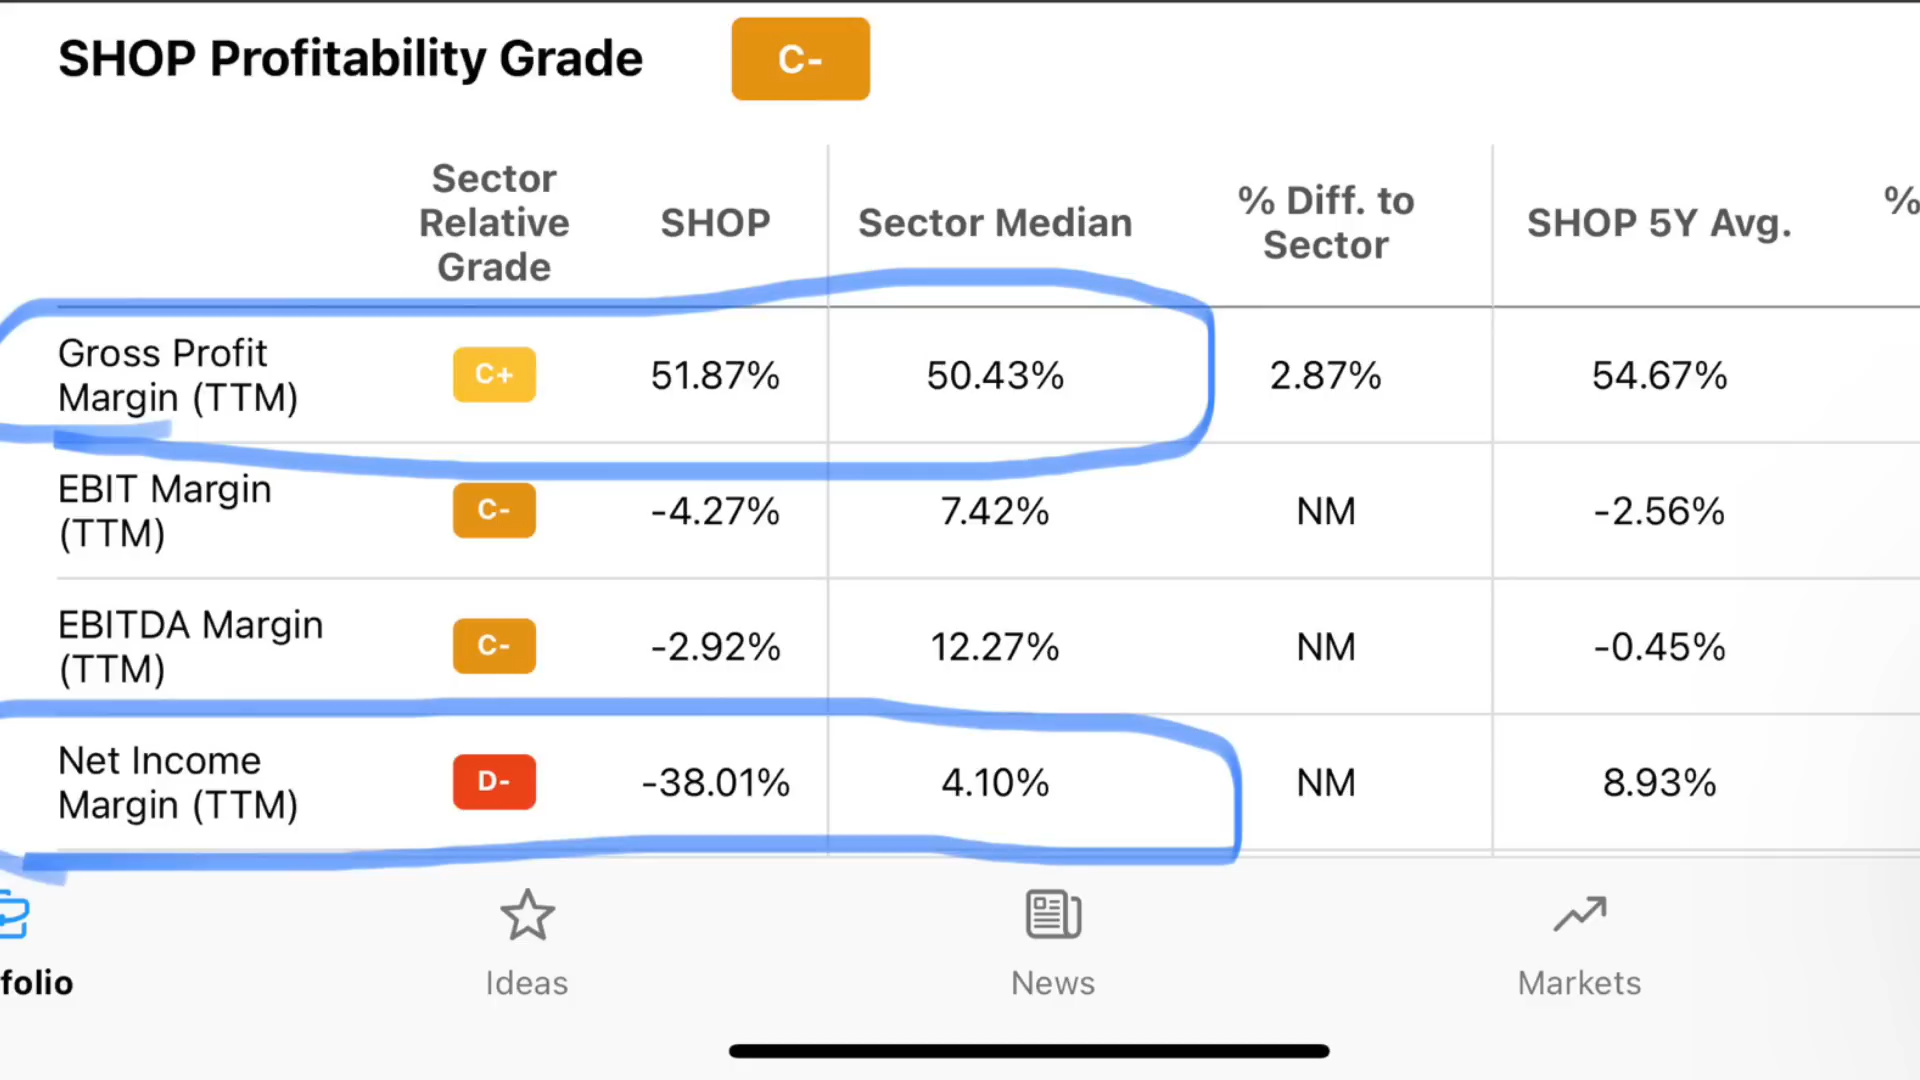 SHOP Profitability Grade C-
Sector Relative Grade SHOP Sector Median % Diff. to Sector SHOP 5Y Avg. %
Gross Profit Margin (TTM) C+ 51.87% 50.43% 2.87% 54.67%
EBIT Margin (TTM) C- -4.27% 7.42% NM -2.56%
EBITDA Margin (TTM) C- -2.92% 12.27% NM -0.45%
Net Income Margin (TTM) D- -38.01% 4.10% NM 8.93%
folio Ideas News Markets